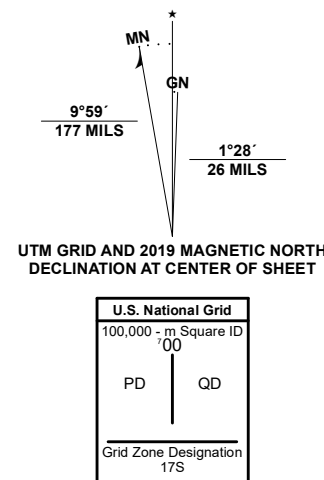 ★
MN
GN
9°59´
177 MILS
1°28´
26 MILS
UTM GRID AND 2019 MAGNETIC NORTH
DECLINATION AT CENTER OF SHEET
U.S. National Grid
100,000 - m Square ID
⁷00
PD QD
Grid Zone Designation
17S